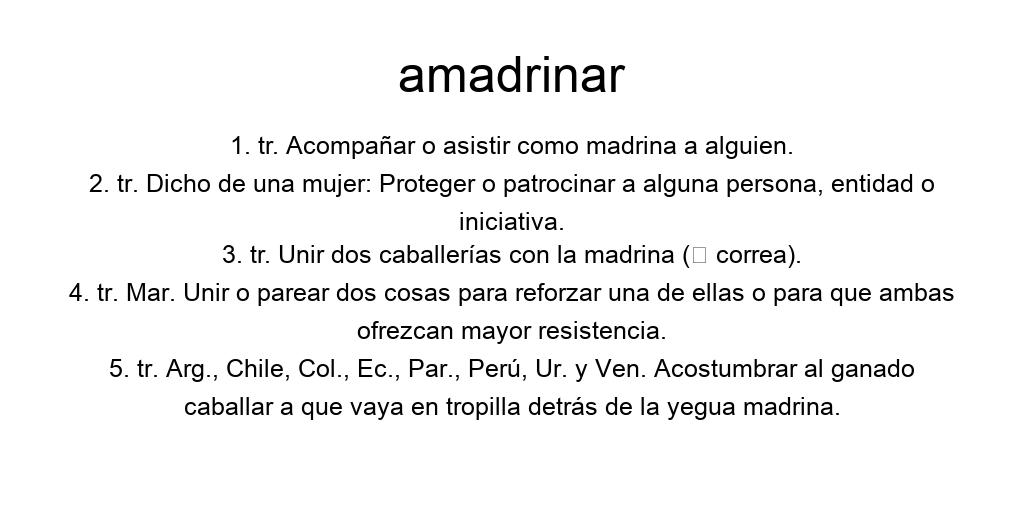 amadrinar
1. tr. Acompañar o asistir como madrina a alguien.
2. tr. Dicho de una mujer: Proteger o patrocinar a alguna persona, entidad o
iniciativa.
3. tr. Unir dos caballerías con la madrina (□ correa).
4. tr. Mar. Unir o parear dos cosas para reforzar una de ellas o para que ambas
ofrezcan mayor resistencia.
5. tr. Arg., Chile, Col., Ec., Par., Perú, Ur. y Ven. Acostumbrar al ganado
caballar a que vaya en tropilla detrás de la yegua madrina.